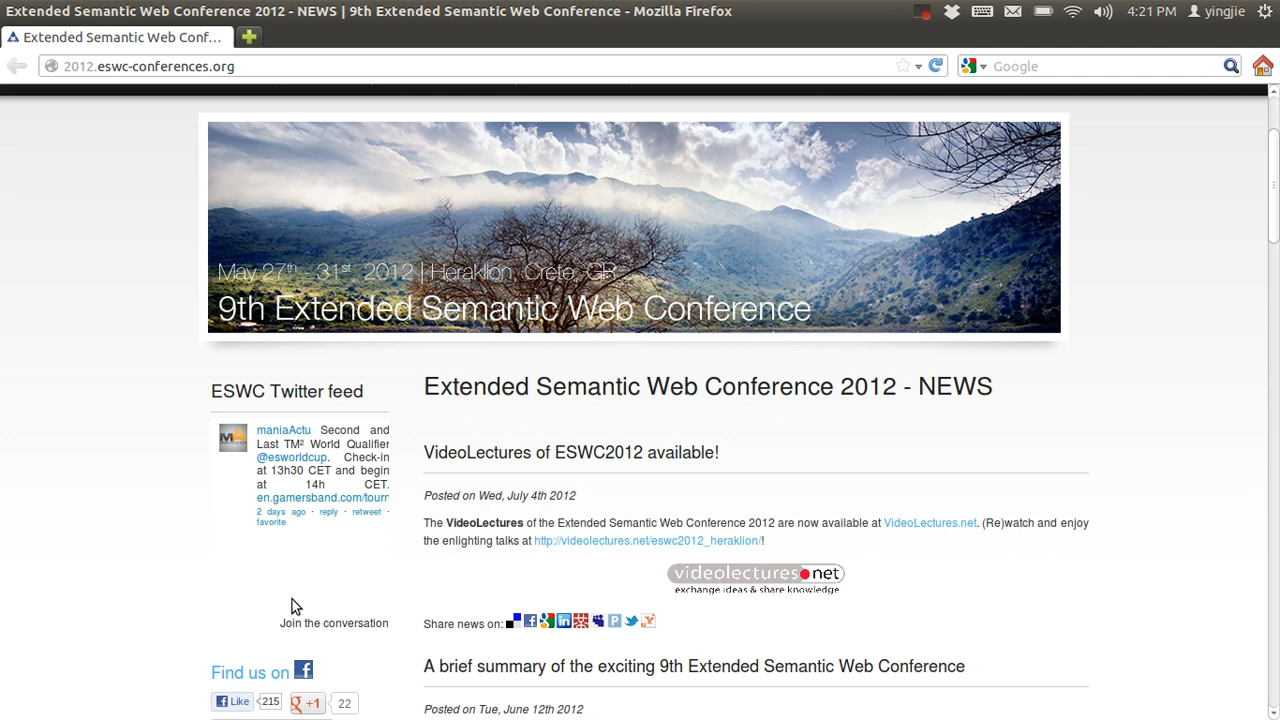 Extended Semantic Web Conference 2012 - NEWS | 9th Extended Semantic Web Conference - Mozilla Firefox
4:21 PM yingjie
Extended Semantic Web Conf...
2012.eswc-conferences.org
Google
May 27th - 31st 2012 | Heraklion, Crete, GR
9th Extended Semantic Web Conference
ESWC Twitter feed
maniaActu Second and
Last TM² World Qualifier
@esworldcup. Check-in
at 13h30 CET and begin
at 14h CET.
en.gamersband.com/tourn
2 days ago · reply · retweet ·
favorite
Join the conversation
Find us on
Like 215
+1 22
Extended Semantic Web Conference 2012 - NEWS
VideoLectures of ESWC2012 available!
Posted on Wed, July 4th 2012
The VideoLectures of the Extended Semantic Web Conference 2012 are now available at VideoLectures.net. (Re)watch and enjoy
the enlighting talks at http://videolectures.net/eswc2012_heraklion/!
videolectures.net
exchange ideas & share knowledge
Share news on:
A brief summary of the exciting 9th Extended Semantic Web Conference
Posted on Tue, June 12th 2012